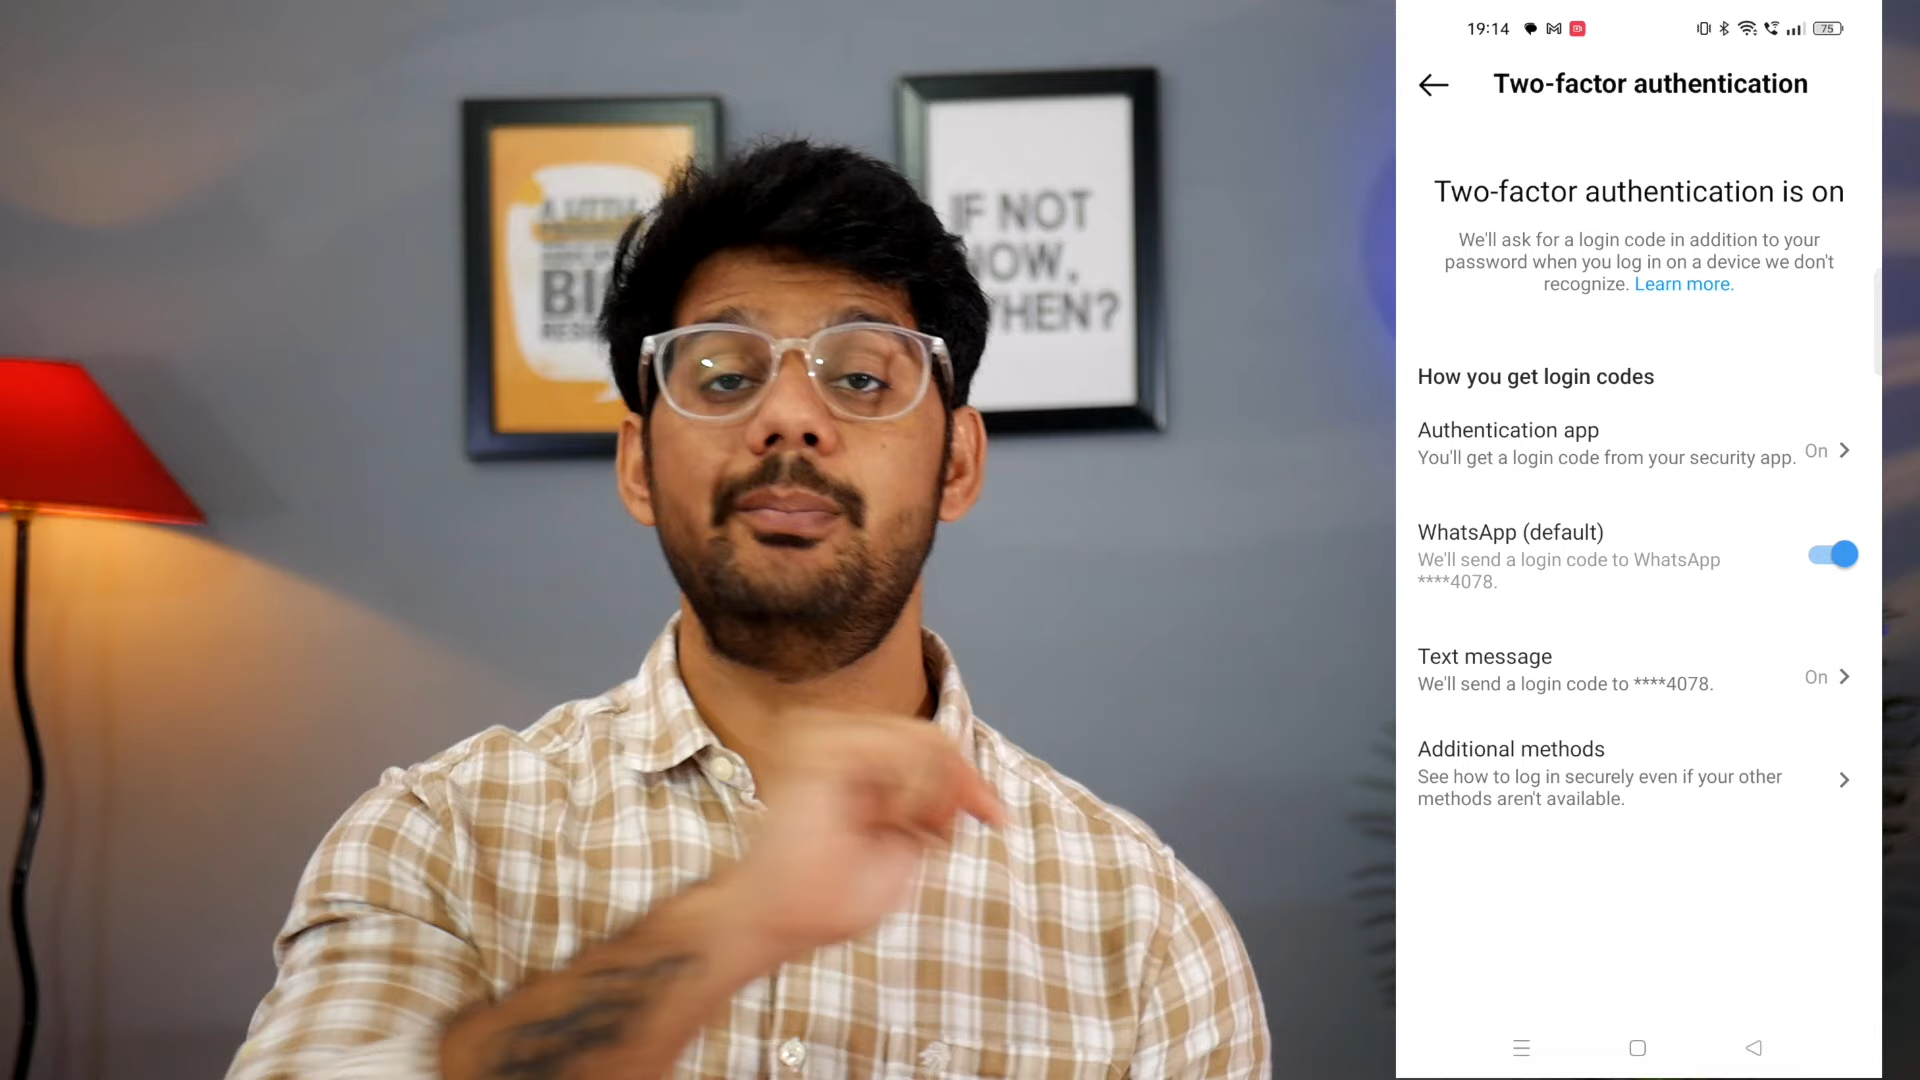 A LITTLE
BIG
IF NOT
NOW,
WHEN?
19:14
75
Two-factor authentication
Two-factor authentication is on
We'll ask for a login code in addition to your
password when you log in on a device we don't
recognize. Learn more.
How you get login codes
Authentication app
You'll get a login code from your security app.
On
WhatsApp (default)
We'll send a login code to WhatsApp
****4078.
Text message
We'll send a login code to ****4078.
On
Additional methods
See how to log in securely even if your other
methods aren't available.